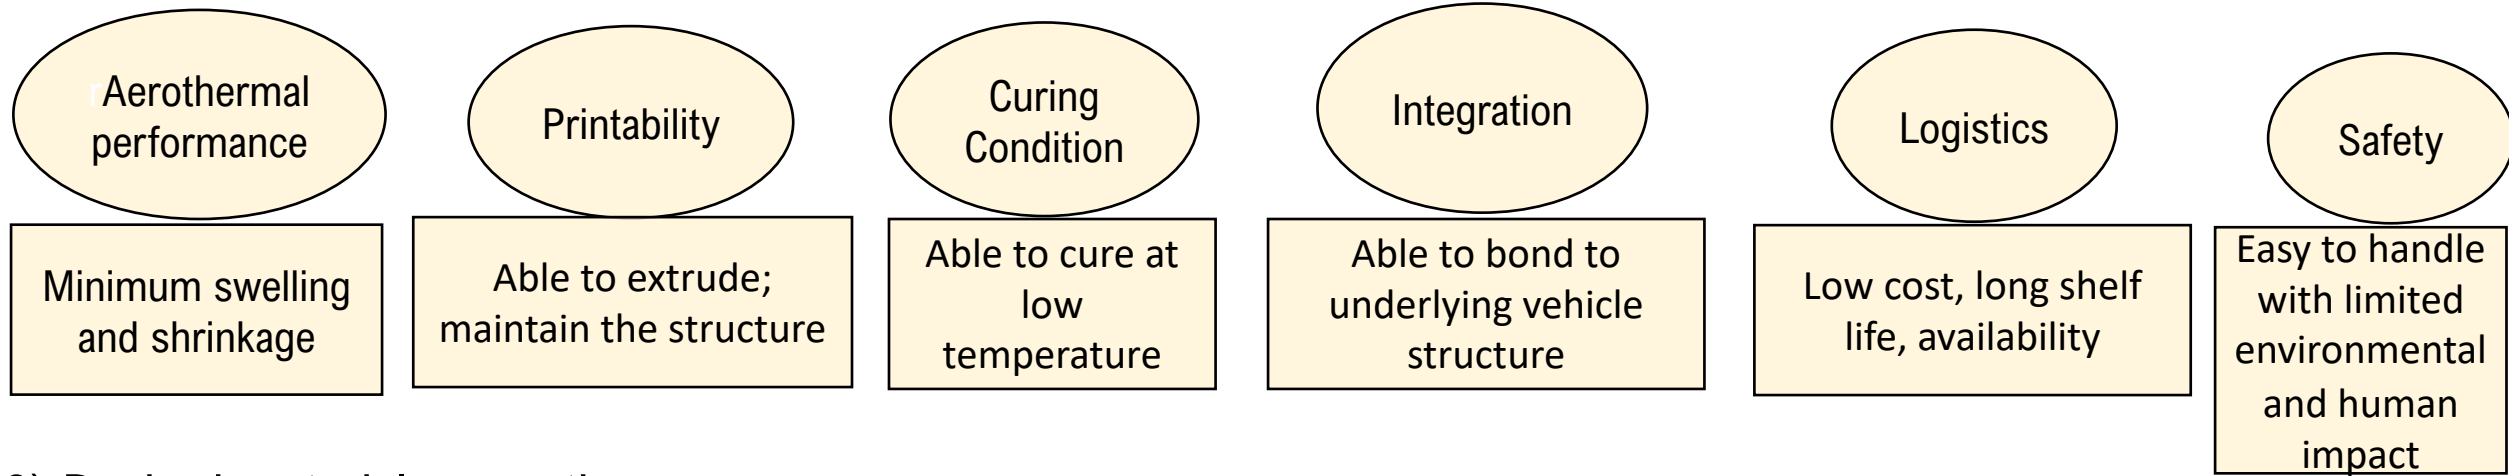 Aerothermal
performance
Printability
Curing
Condition
Integration
Logistics
Safety
Minimum swelling
and shrinkage
Able to extrude;
maintain the structure
Able to cure at
low
temperature
Able to bond to
underlying vehicle
structure
Low cost, long shelf
life, availability
Easy to handle
with limited
environmental
and human
impact